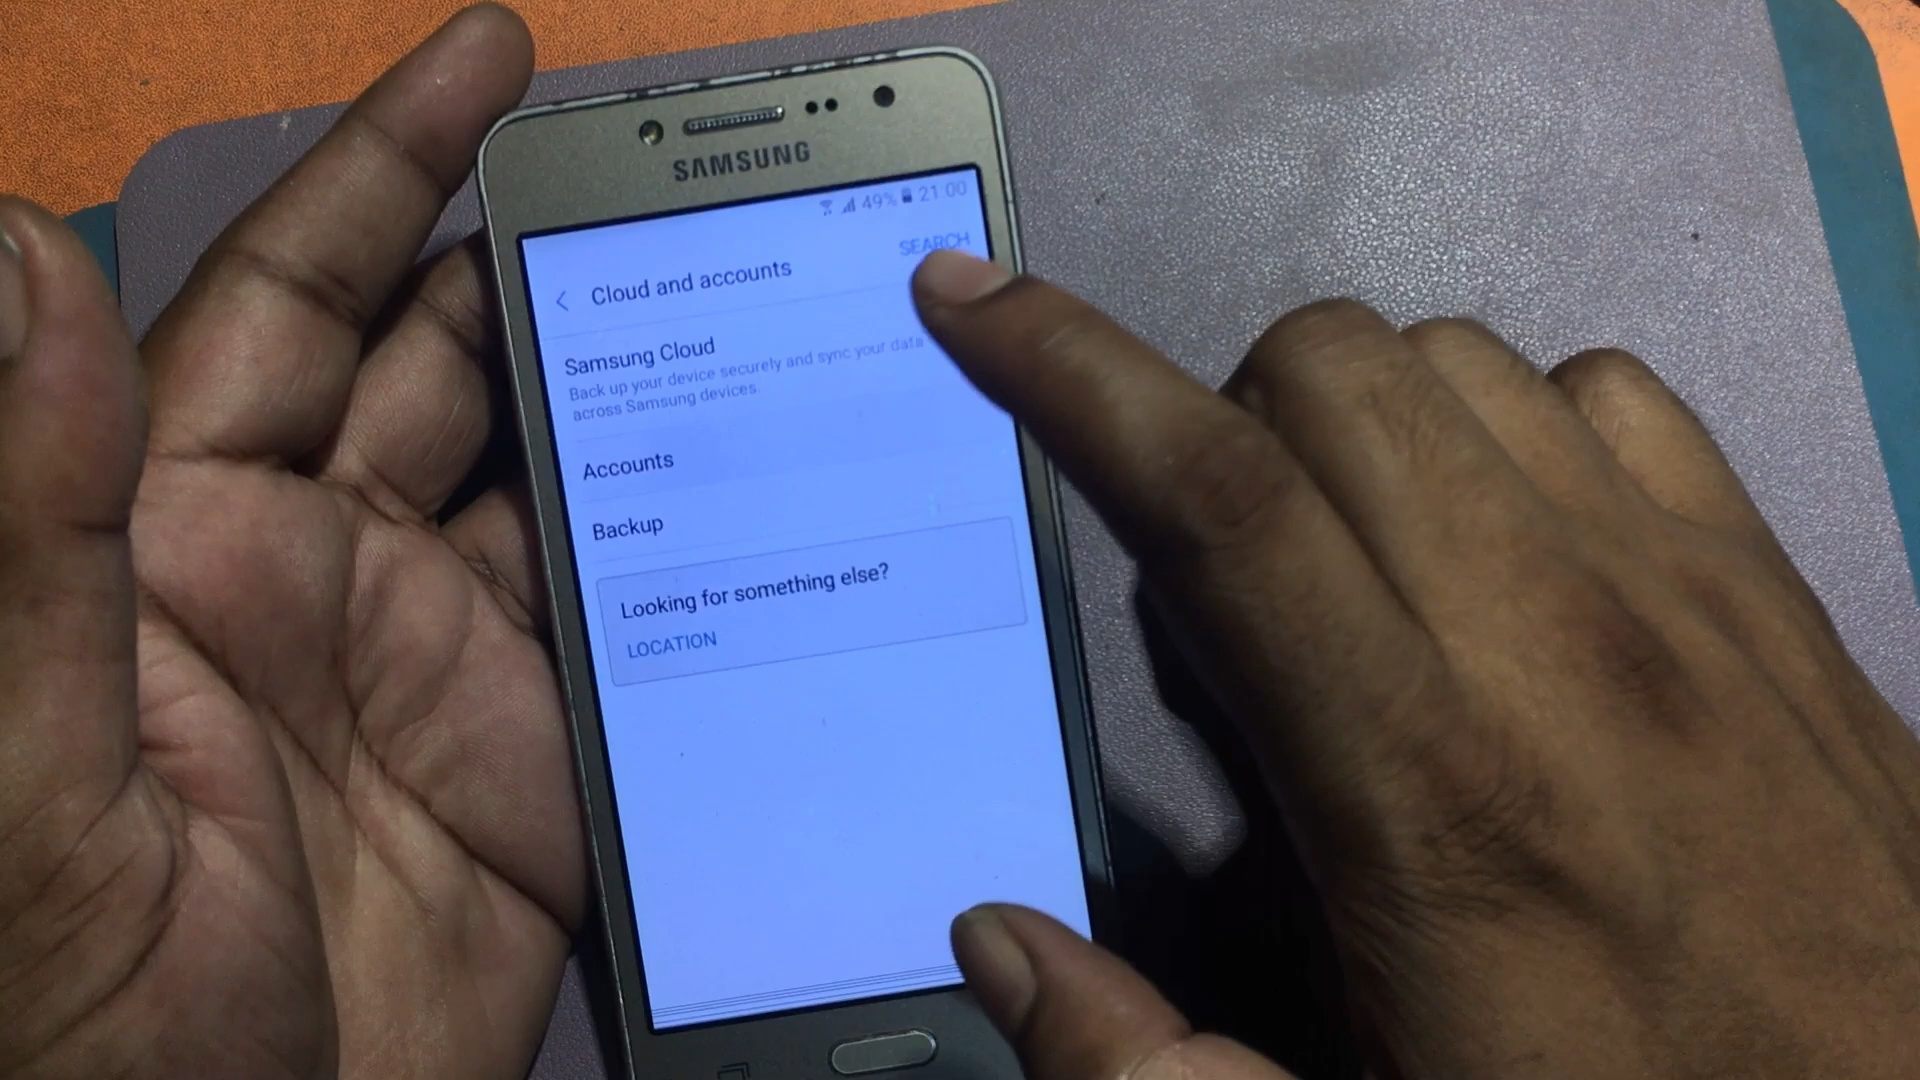 SAMSUNG
49% 21:00
SEARCH
Cloud and accounts
Samsung Cloud
Back up your device securely and sync your data
across Samsung devices.
Accounts
Backup
Looking for something else?
LOCATION